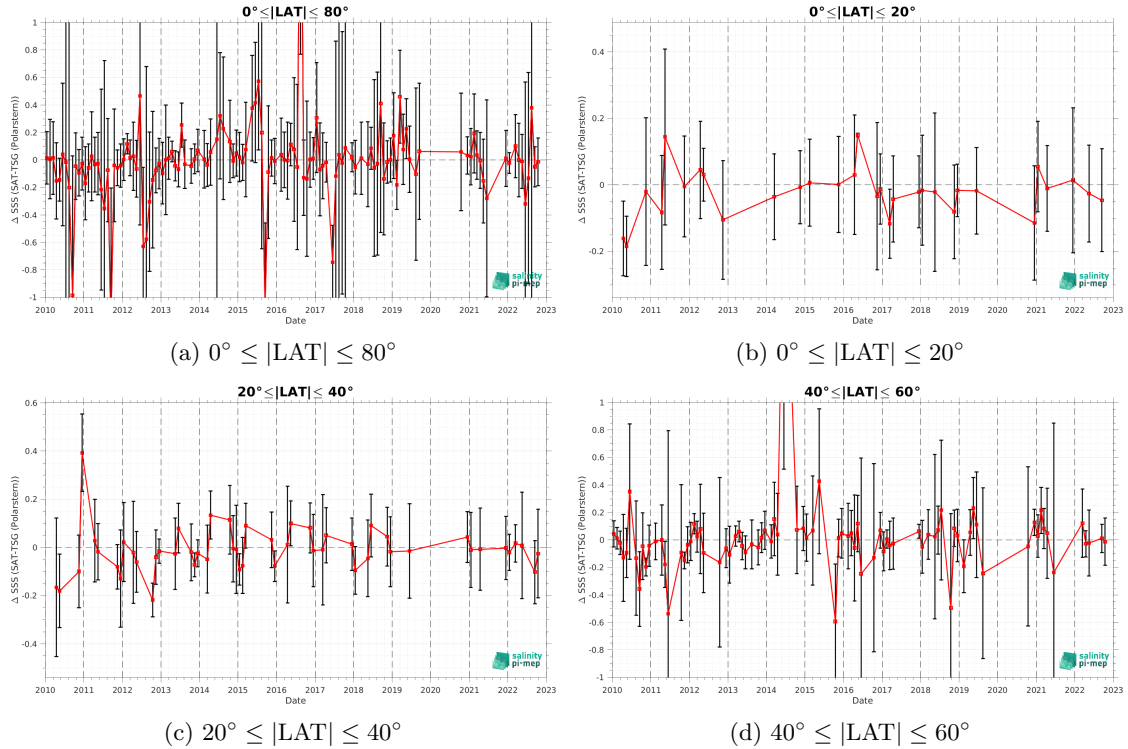 0°≤|LAT|≤ 80°
Δ SSS (SAT-TSG (Polarstern))
1
0.8
0.6
0.4
0.2
0
-0.2
-0.4
-0.6
-0.8
-1
2010 2011 2012 2013 2014 2015 2016 2017 2018 2019 2020 2021 2022 2023
Date
salinity
pi-mep
(a) 0° ≤ |LAT| ≤ 80°
0°≤|LAT|≤ 20°
Δ SSS (SAT-TSG (Polarstern))
0.4
0.2
0
-0.2
2010 2011 2012 2013 2014 2015 2016 2017 2018 2019 2020 2021 2022 2023
Date
salinity
pi-mep
(b) 0° ≤ |LAT| ≤ 20°
20°≤|LAT|≤ 40°
Δ SSS (SAT-TSG (Polarstern))
0.6
0.4
0.2
0
-0.2
-0.4
2010 2011 2012 2013 2014 2015 2016 2017 2018 2019 2020 2021 2022 2023
Date
salinity
pi-mep
(c) 20° ≤ |LAT| ≤ 40°
40°≤|LAT|≤ 60°
Δ SSS (SAT-TSG (Polarstern))
1
0.8
0.6
0.4
0.2
0
-0.2
-0.4
-0.6
-0.8
-1
2010 2011 2012 2013 2014 2015 2016 2017 2018 2019 2020 2021 2022 2023
Date
salinity
pi-mep
(d) 40° ≤ |LAT| ≤ 60°